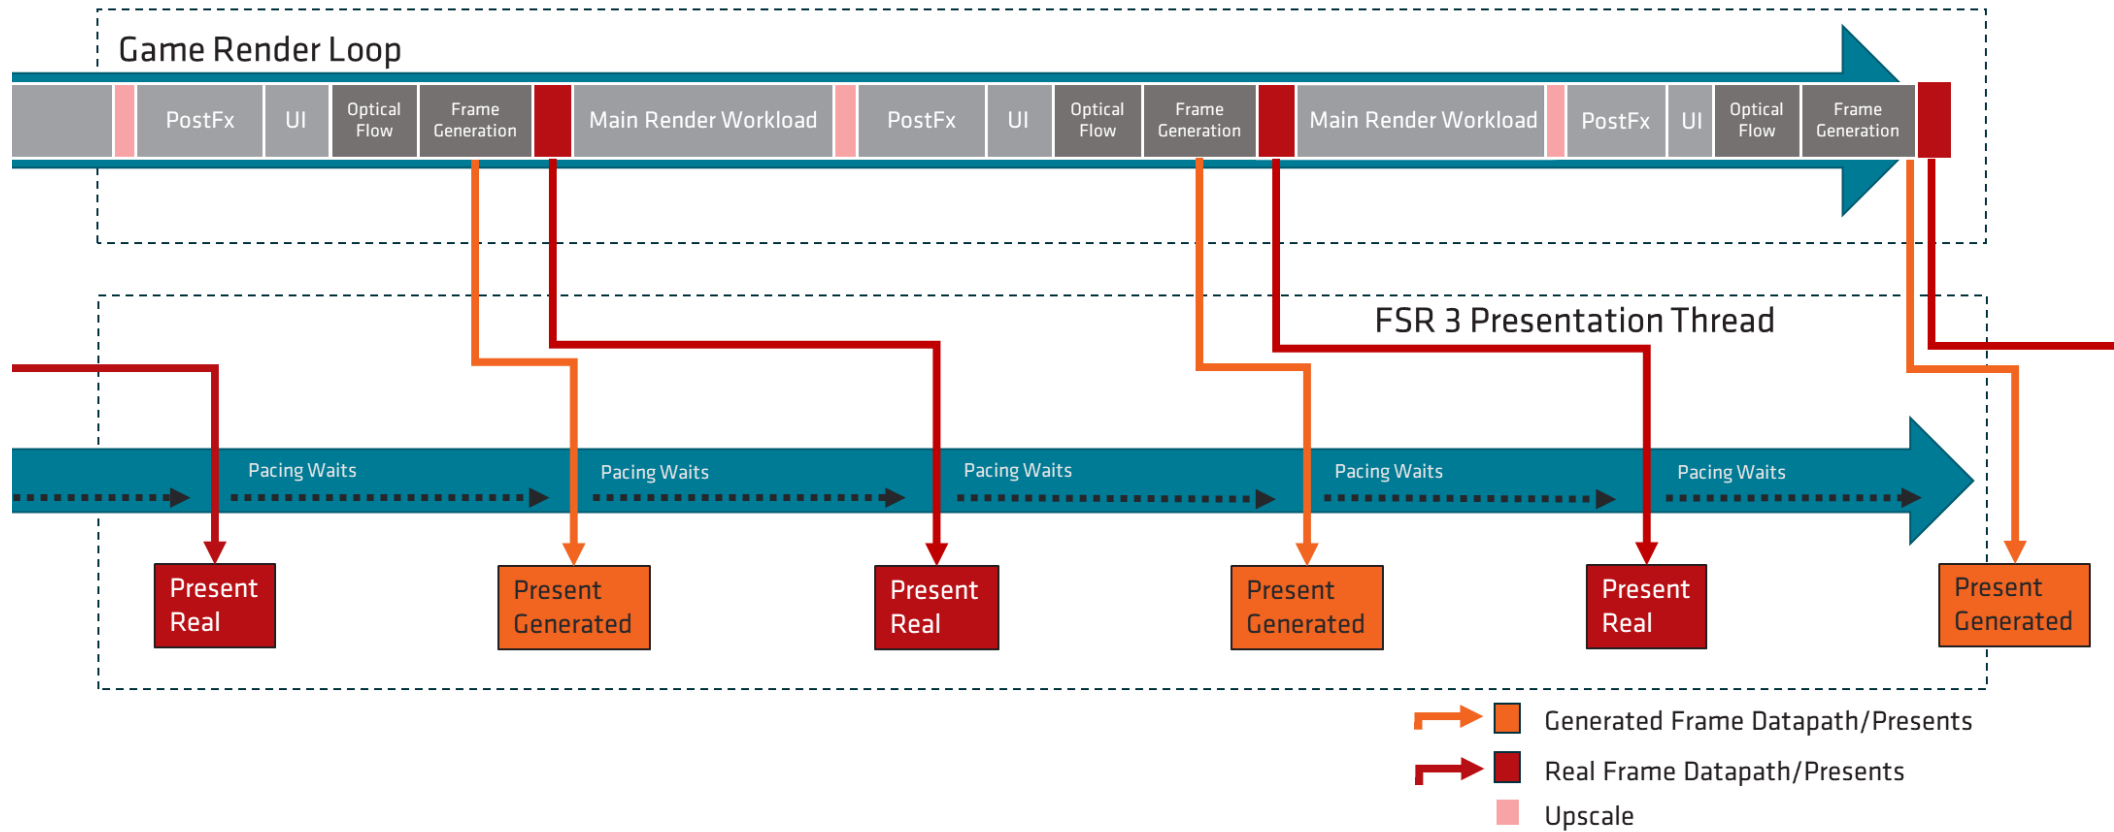 Game Render Loop
PostFx
UI
Optical
Flow
Frame
Generation
Main Render Workload
PostFx
UI
Optical
Flow
Frame
Generation
Main Render Workload
PostFx
UI
Optical
Flow
Frame
Generation
FSR 3 Presentation Thread
Pacing Waits
Pacing Waits
Pacing Waits
Pacing Waits
Pacing Waits
Present
Real
Present
Generated
Present
Real
Present
Generated
Present
Real
Present
Generated
Generated Frame Datapath/Presents
Real Frame Datapath/Presents
Upscale